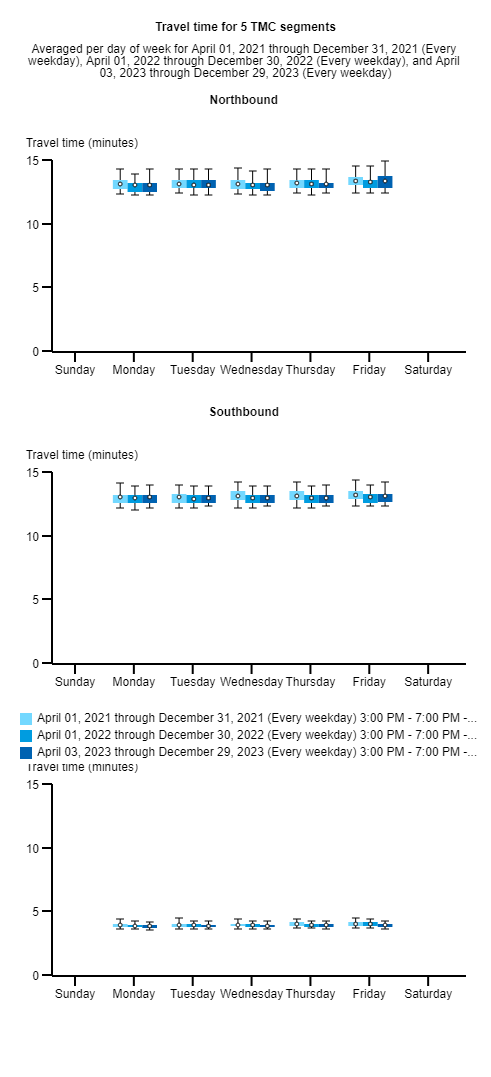 Travel time for 5 TMC segments
Averaged per day of week for April 01, 2021 through December 31, 2021 (Every
weekday), April 01, 2022 through December 30, 2022 (Every weekday), and April
03, 2023 through December 29, 2023 (Every weekday)
Northbound
Travel time (minutes)
15
10
5
0
Sunday Monday Tuesday Wednesday Thursday Friday Saturday
Southbound
Travel time (minutes)
15
10
5
0
Sunday Monday Tuesday Wednesday Thursday Friday Saturday
April 01, 2021 through December 31, 2021 (Every weekday) 3:00 PM - 7:00 PM -...
April 01, 2022 through December 30, 2022 (Every weekday) 3:00 PM - 7:00 PM -...
April 03, 2023 through December 29, 2023 (Every weekday) 3:00 PM - 7:00 PM -...
Travel time (minutes)
15
10
5
0
Sunday Monday Tuesday Wednesday Thursday Friday Saturday